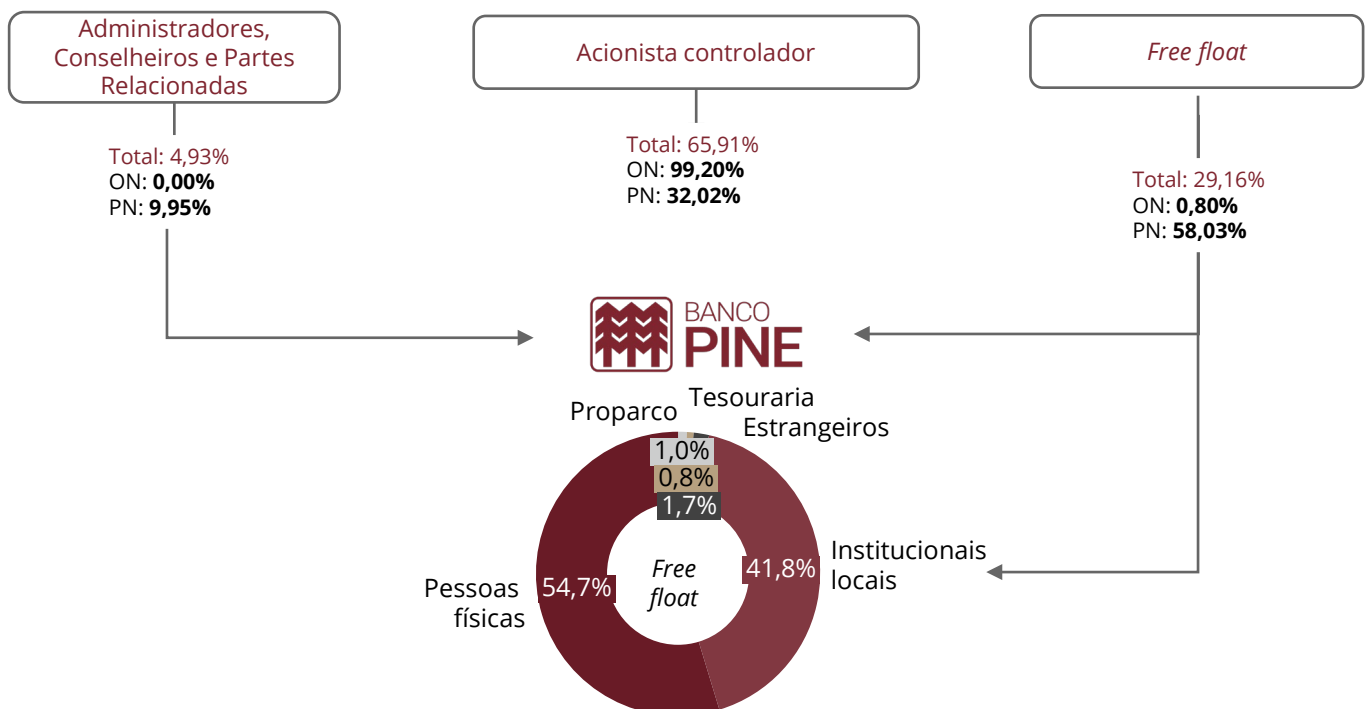 Administradores,
Conselheiros e Partes
Relacionadas
Acionista controlador
Free float
Total: 4,93%
ON: 0,00%
PN: 9,95%
Total: 65,91%
ON: 99,20%
PN: 32,02%
Total: 29,16%
ON: 0,80%
PN: 58,03%
BANCO
PINE
Proparco
Tesouraria
Estrangeiros
1,0%
0,8%
1,7%
Institucionais
locais
41,8%
Pessoas
físicas
54,7%
Free
float